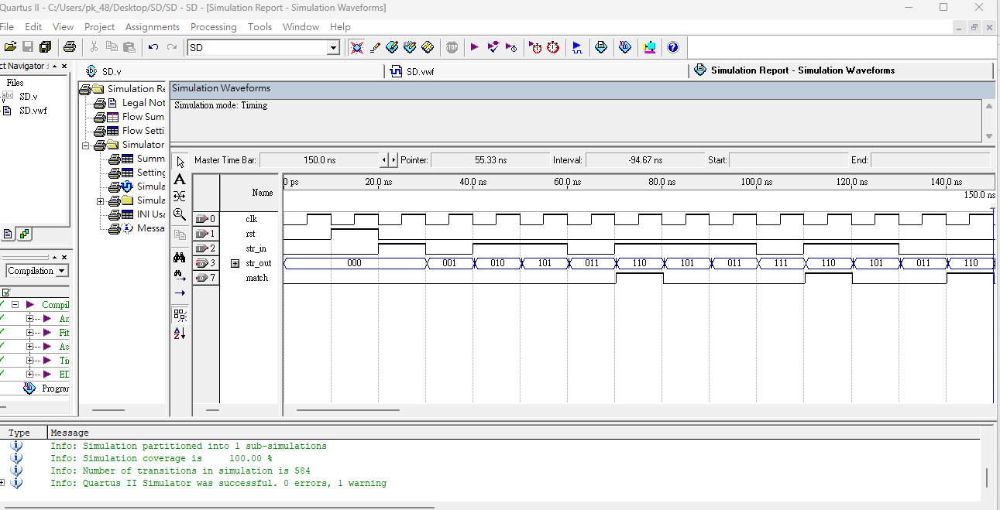 Quartus II - C:/Users/pk_48/Desktop/SD/SD - SD - [Simulation Report - Simulation Waveforms]
File Edit View Project Assignments Processing Tools Window Help
SD
STOP
ct Navigator
SD.v
SD.vwf
Simulation Report - Simulation Waveforms
Files
abc SD.v
SD.vwf
Simulation Re
Legal Not
Flow Sum
Flow Setti
Simulator
Summ
Setting
Simula
Simula
INI Usa
Messa
Simulation Waveforms
Simulation mode: Timing
Master Time Bar: 150.0 ns Pointer: 55.33 ns Interval: -94.67 ns Start: End:
Name
0 ps 20.0 ns 40.0 ns 60.0 ns 80.0 ns 100.0 ns 120.0 ns 140.0 ns
150.0 ns
0 clk
1 rst
2 str_in
3 str_out 000 001 010 101 011 110 101 011 111 110 101 011 110
7 match
Compilation
Compil
An
Fit
As
Tin
ED
Program
Type Message
Info: Simulation partitioned into 1 sub-simulations
Info: Simulation coverage is 100.00 %
Info: Number of transitions in simulation is 584
Info: Quartus II Simulator was successful. 0 errors, 1 warning